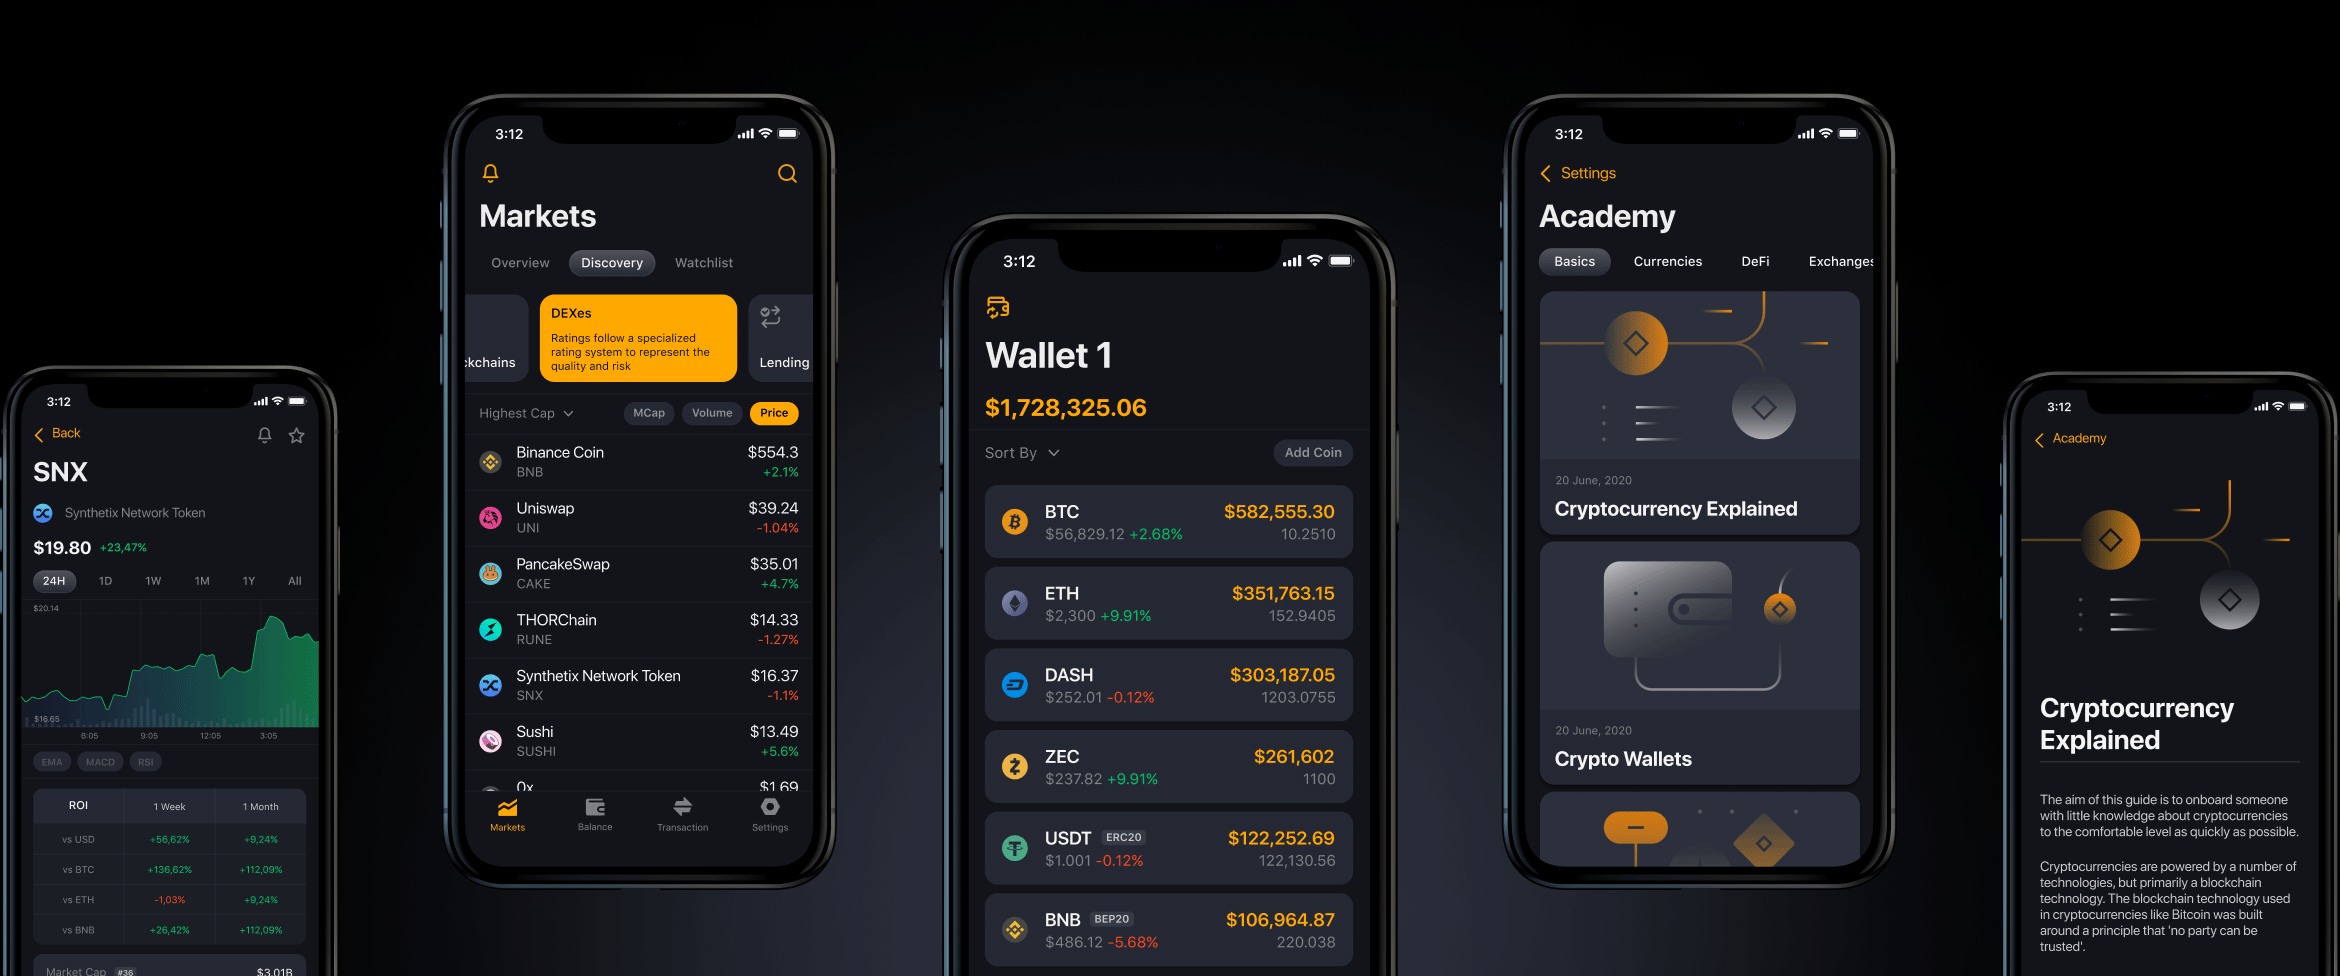 3:12
Back
SNX
Synthetix Network Token
$19.80 +23,47%
24H 1D 1W 1M 1Y All
$20.14
$16.65
6:05 9:05 12:05 3:05
EMA MACD RSI
ROI 1 Week 1 Month
vs USD +56,62% +9,24%
vs BTC +136,62% +112,09%
vs ETH -1,03% +9,24%
vs BNB +26,42% +112,09%
Market Cap #36 $3.01B
3:12
Markets
Overview Discovery Watchlist
ckchains
DEXes
Ratings follow a specialized
rating system to represent the
quality and risk
Lending
Highest Cap MCap Volume Price
Binance Coin $554.3
BNB +2.1%
Uniswap $39.24
UNI -1.04%
PancakeSwap $35.01
CAKE +4.7%
THORChain $14.33
RUNE -1.27%
Synthetix Network Token $16.37
SNX -1.1%
Sushi $13.49
SUSHI +5.6%
0x $1.69
Markets Balance Transaction Settings
3:12
Wallet 1
$1,728,325.06
Sort By Add Coin
BTC $582,555.30
$56,829.12 +2.68% 10.2510
ETH $351,763.15
$2,300 +9.91% 152.9405
DASH $303,187.05
$252.01 -0.12% 1203.0755
ZEC $261,602
$237.82 +9.91% 1100
USDT ERC20 $122,252.69
$1.001 -0.12% 122,130.56
BNB BEP20 $106,964.87
$486.12 -5.68% 220.038
3:12
Settings
Academy
Basics Currencies DeFi Exchanges
20 June, 2020
Cryptocurrency Explained
20 June, 2020
Crypto Wallets
3:12
Academy
Cryptocurrency
Explained
The aim of this guide is to onboard someone
with little knowledge about cryptocurrencies
to the comfortable level as quickly as possible.
Cryptocurrencies are powered by a number of
technologies, but primarily a blockchain
technology. The blockchain technology used
in cryptocurrencies like Bitcoin was built
around a principle that 'no party can be
trusted'.